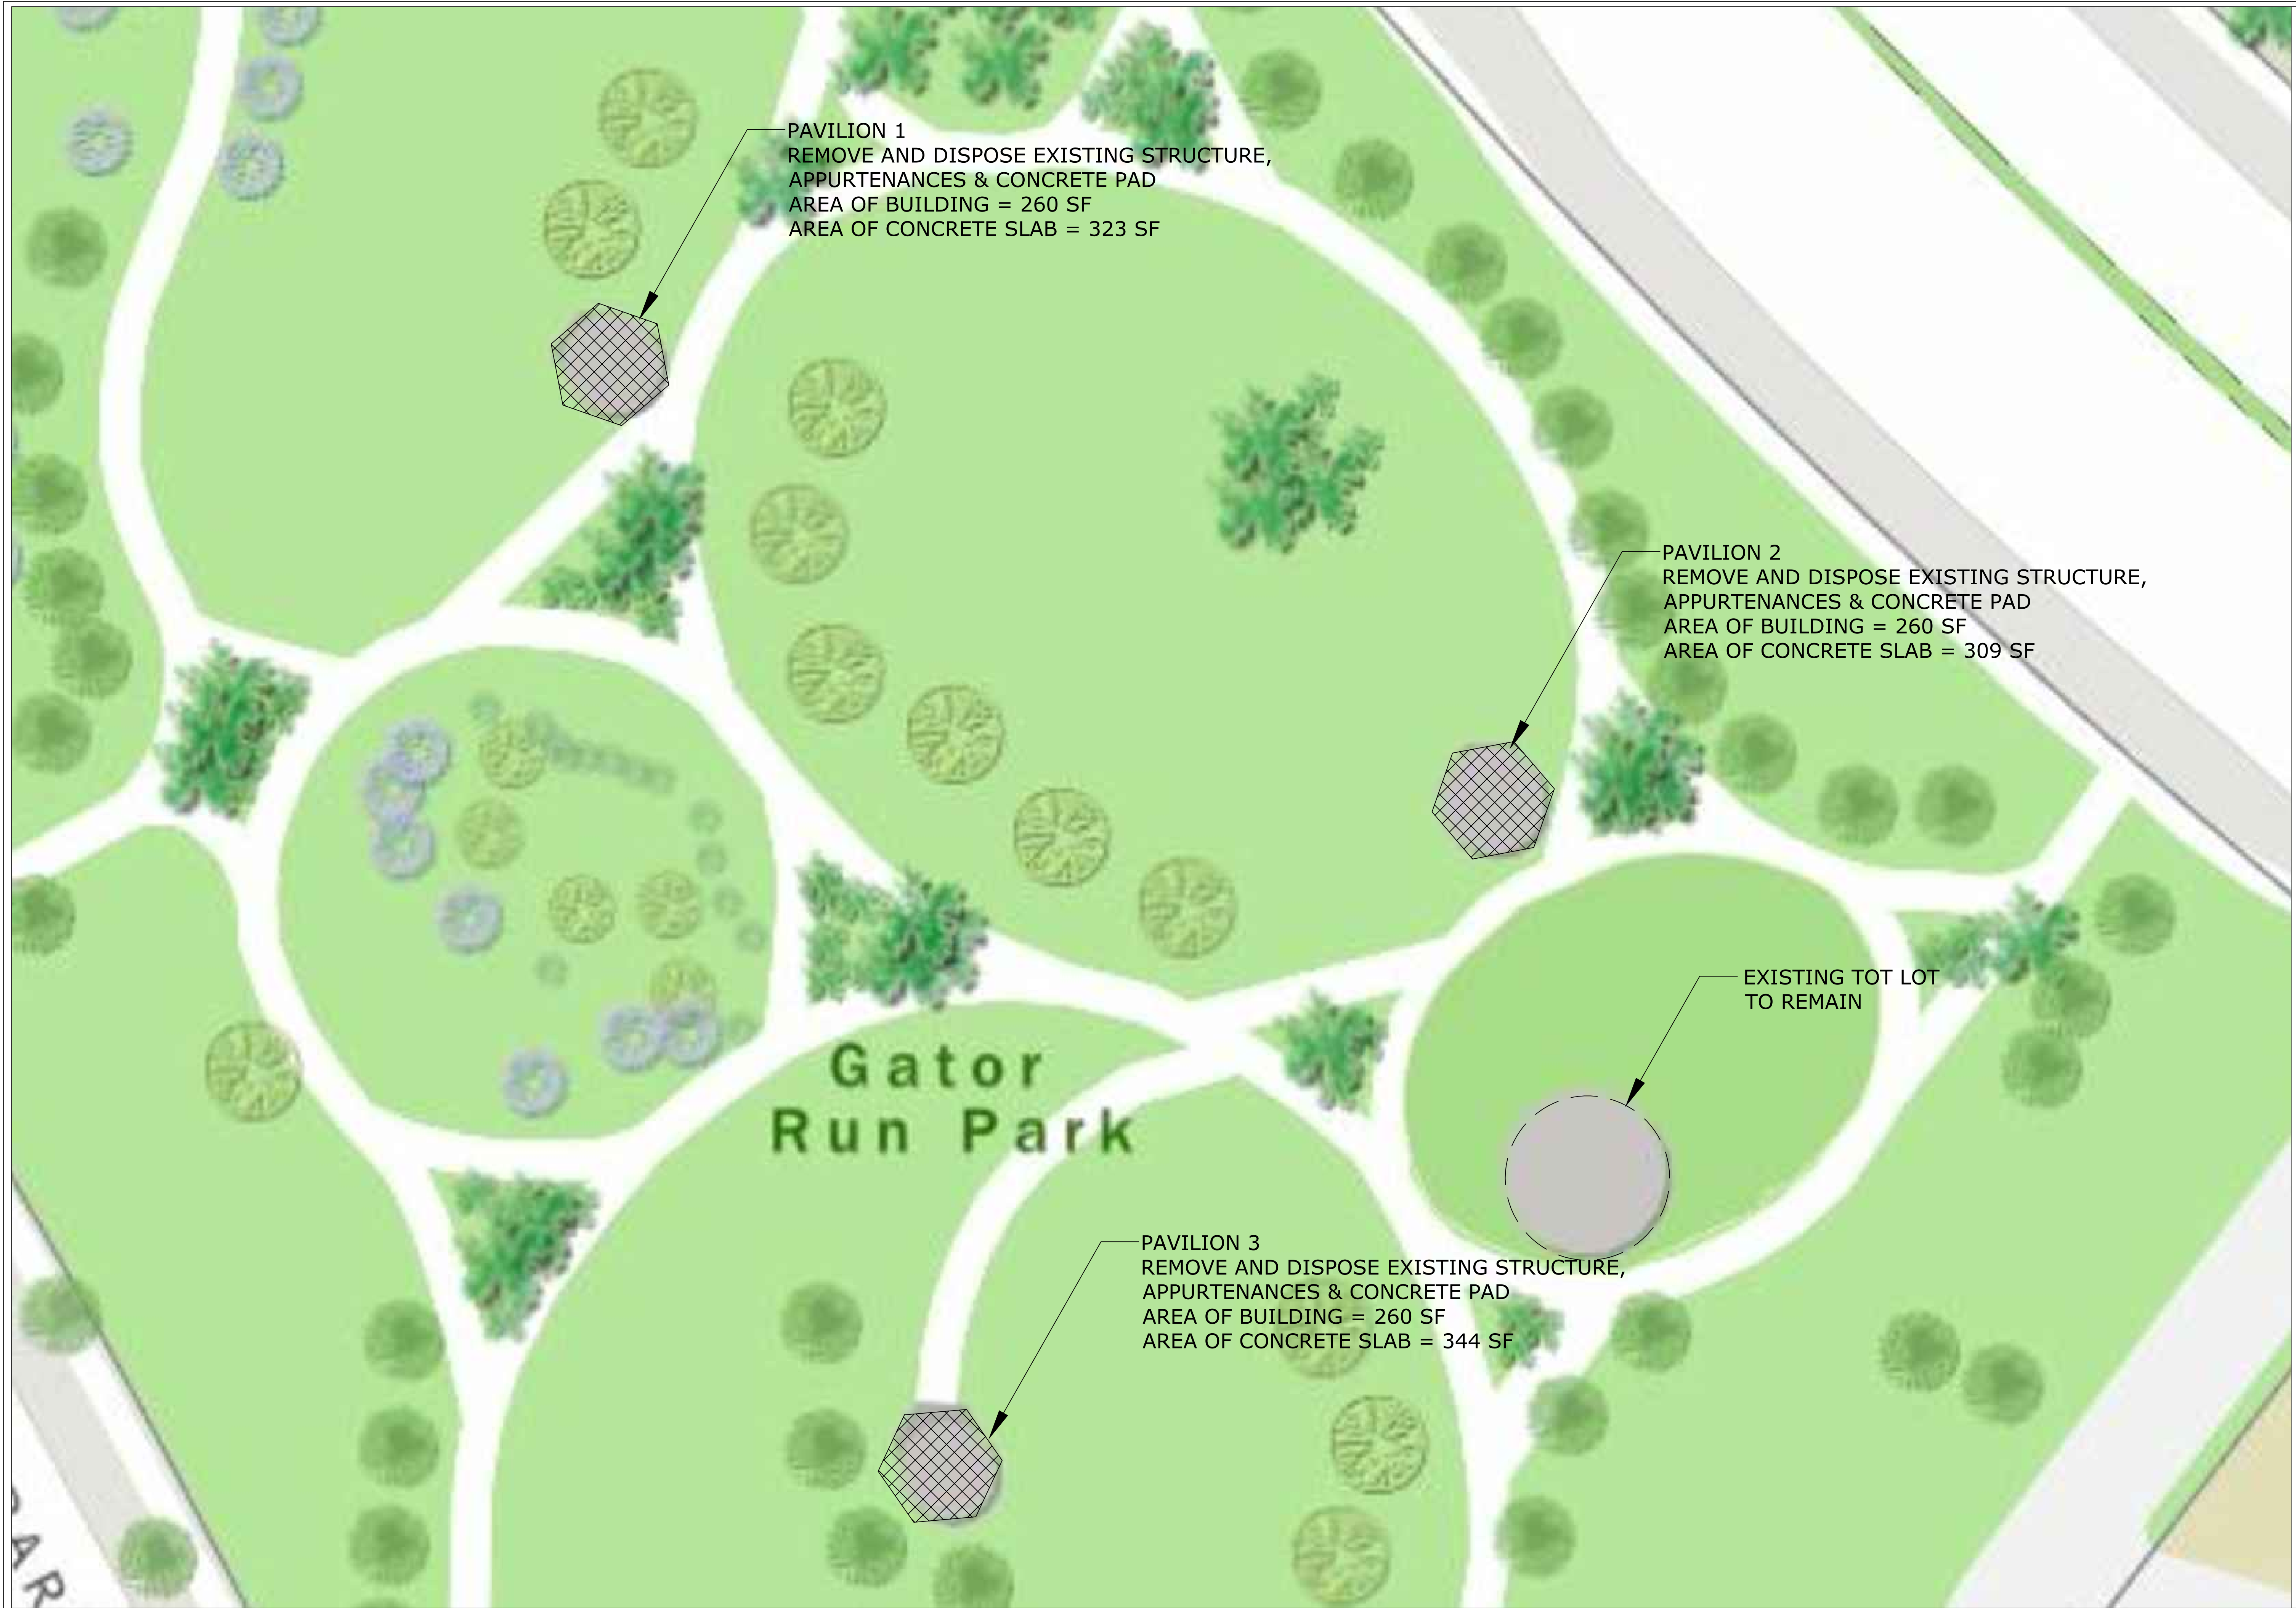 PAVILION 1
REMOVE AND DISPOSE EXISTING STRUCTURE,
APPURTENANCES & CONCRETE PAD
AREA OF BUILDING = 260 SF
AREA OF CONCRETE SLAB = 323 SF
PAVILION 2
REMOVE AND DISPOSE EXISTING STRUCTURE,
APPURTENANCES & CONCRETE PAD
AREA OF BUILDING = 260 SF
AREA OF CONCRETE SLAB = 309 SF
EXISTING TOT LOT
TO REMAIN
Gator
Run Park
PAVILION 3
REMOVE AND DISPOSE EXISTING STRUCTURE,
APPURTENANCES & CONCRETE PAD
AREA OF BUILDING = 260 SF
AREA OF CONCRETE SLAB = 344 SF